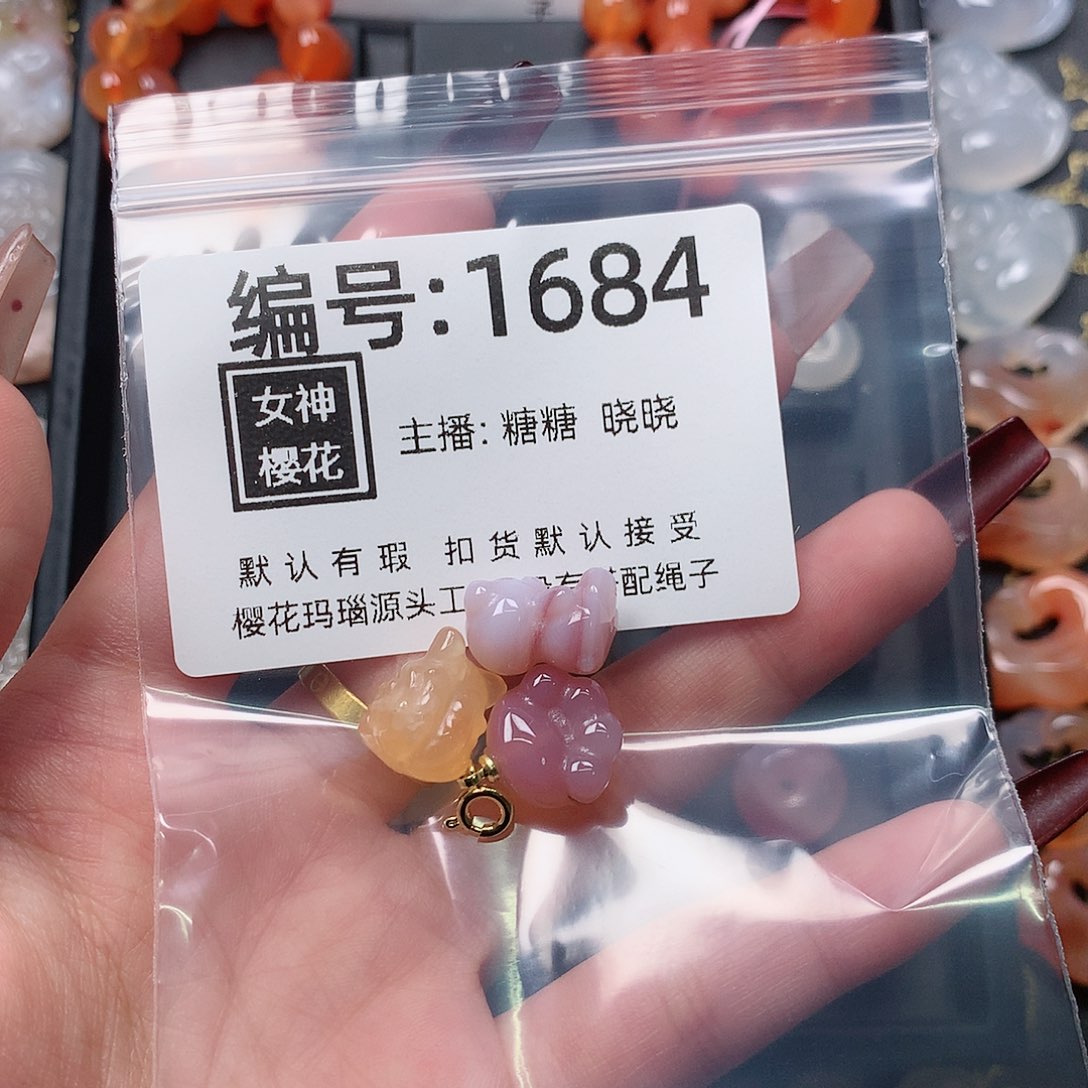 编号:1684
女神
樱花
主播: 糖糖 晓晓
默认有瑕 扣货默认接受
樱花玛瑙源头工 配绳子